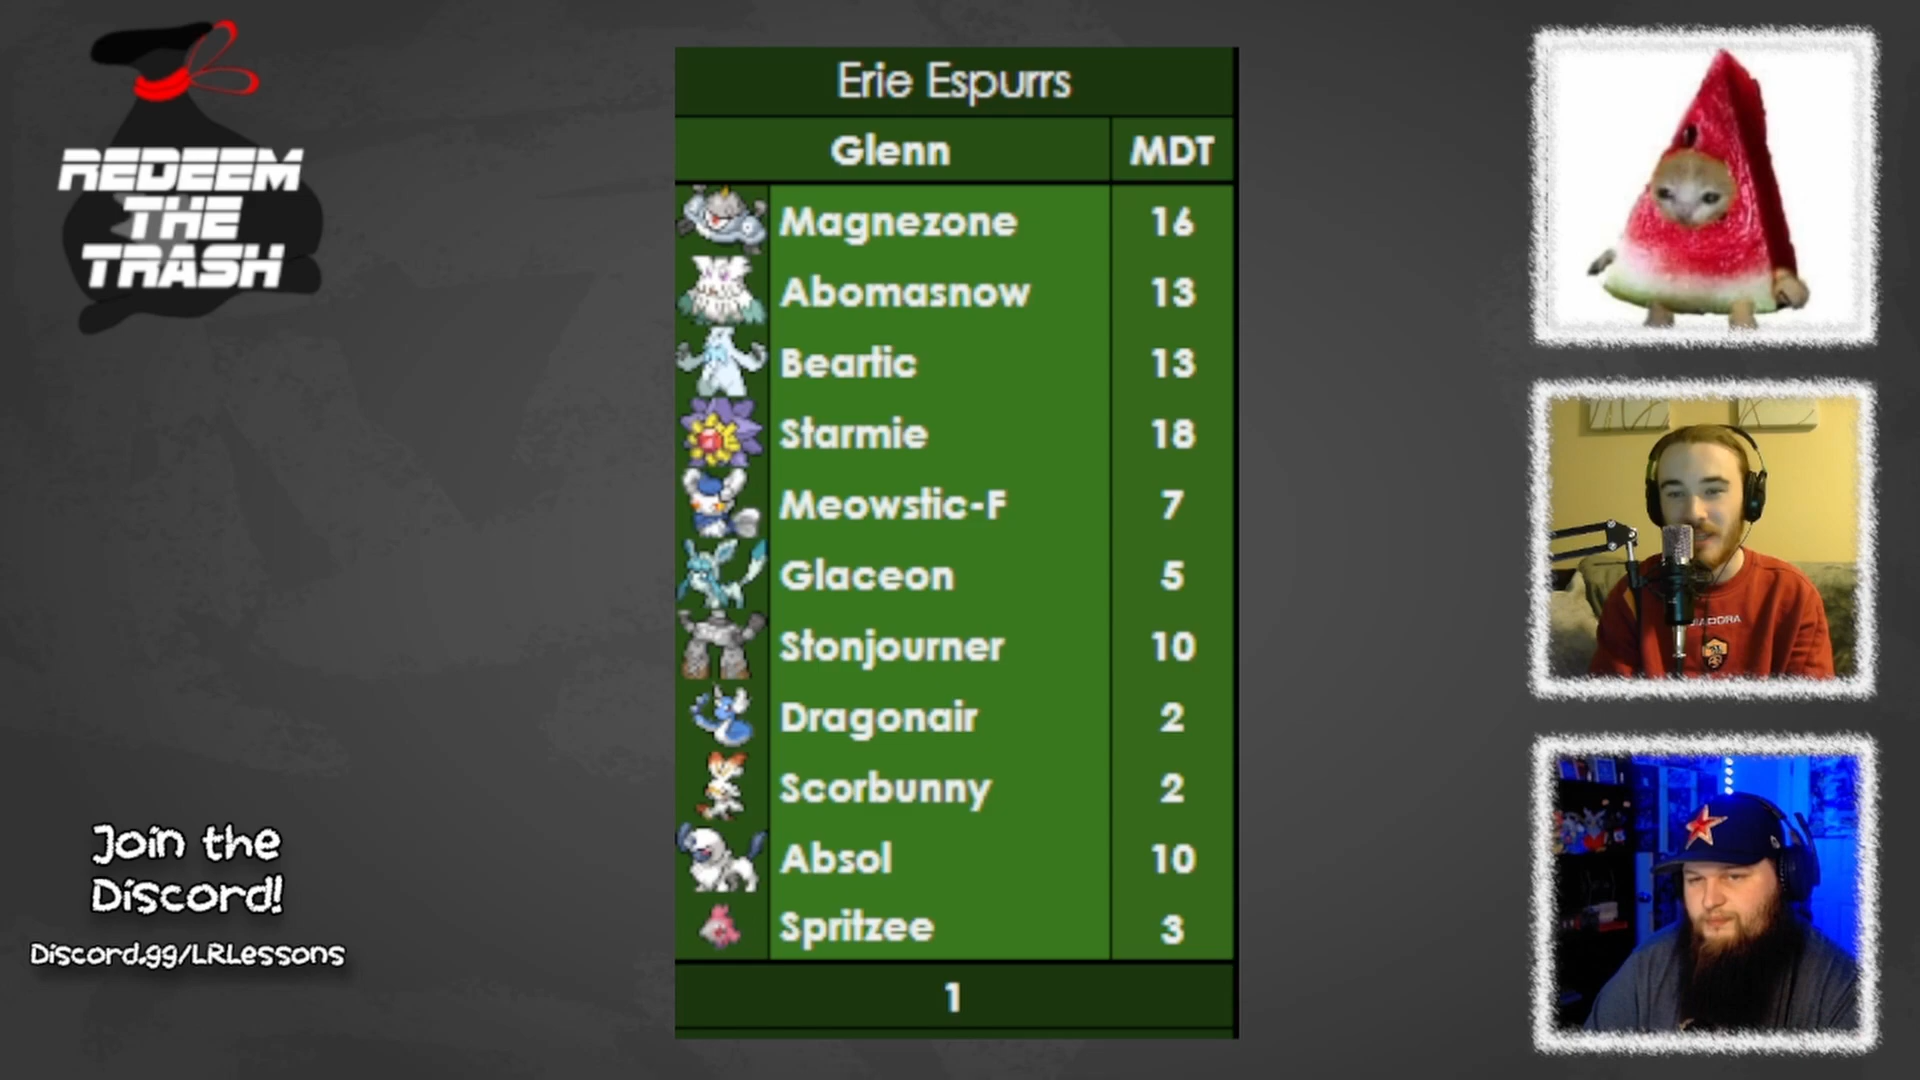 REDEEM
THE
TRASH
Erie Espurrs
Glenn MDT
Magnezone 16
Abomasnow 13
Beartic 13
Starmie 18
Meowstic-F 7
Glaceon 5
Stonjourner 10
Dragonair 2
Scorbunny 2
Absol 10
Spritzee 3
1
Join the
Discord!
Discord.gg/LRLessons
DIADORA